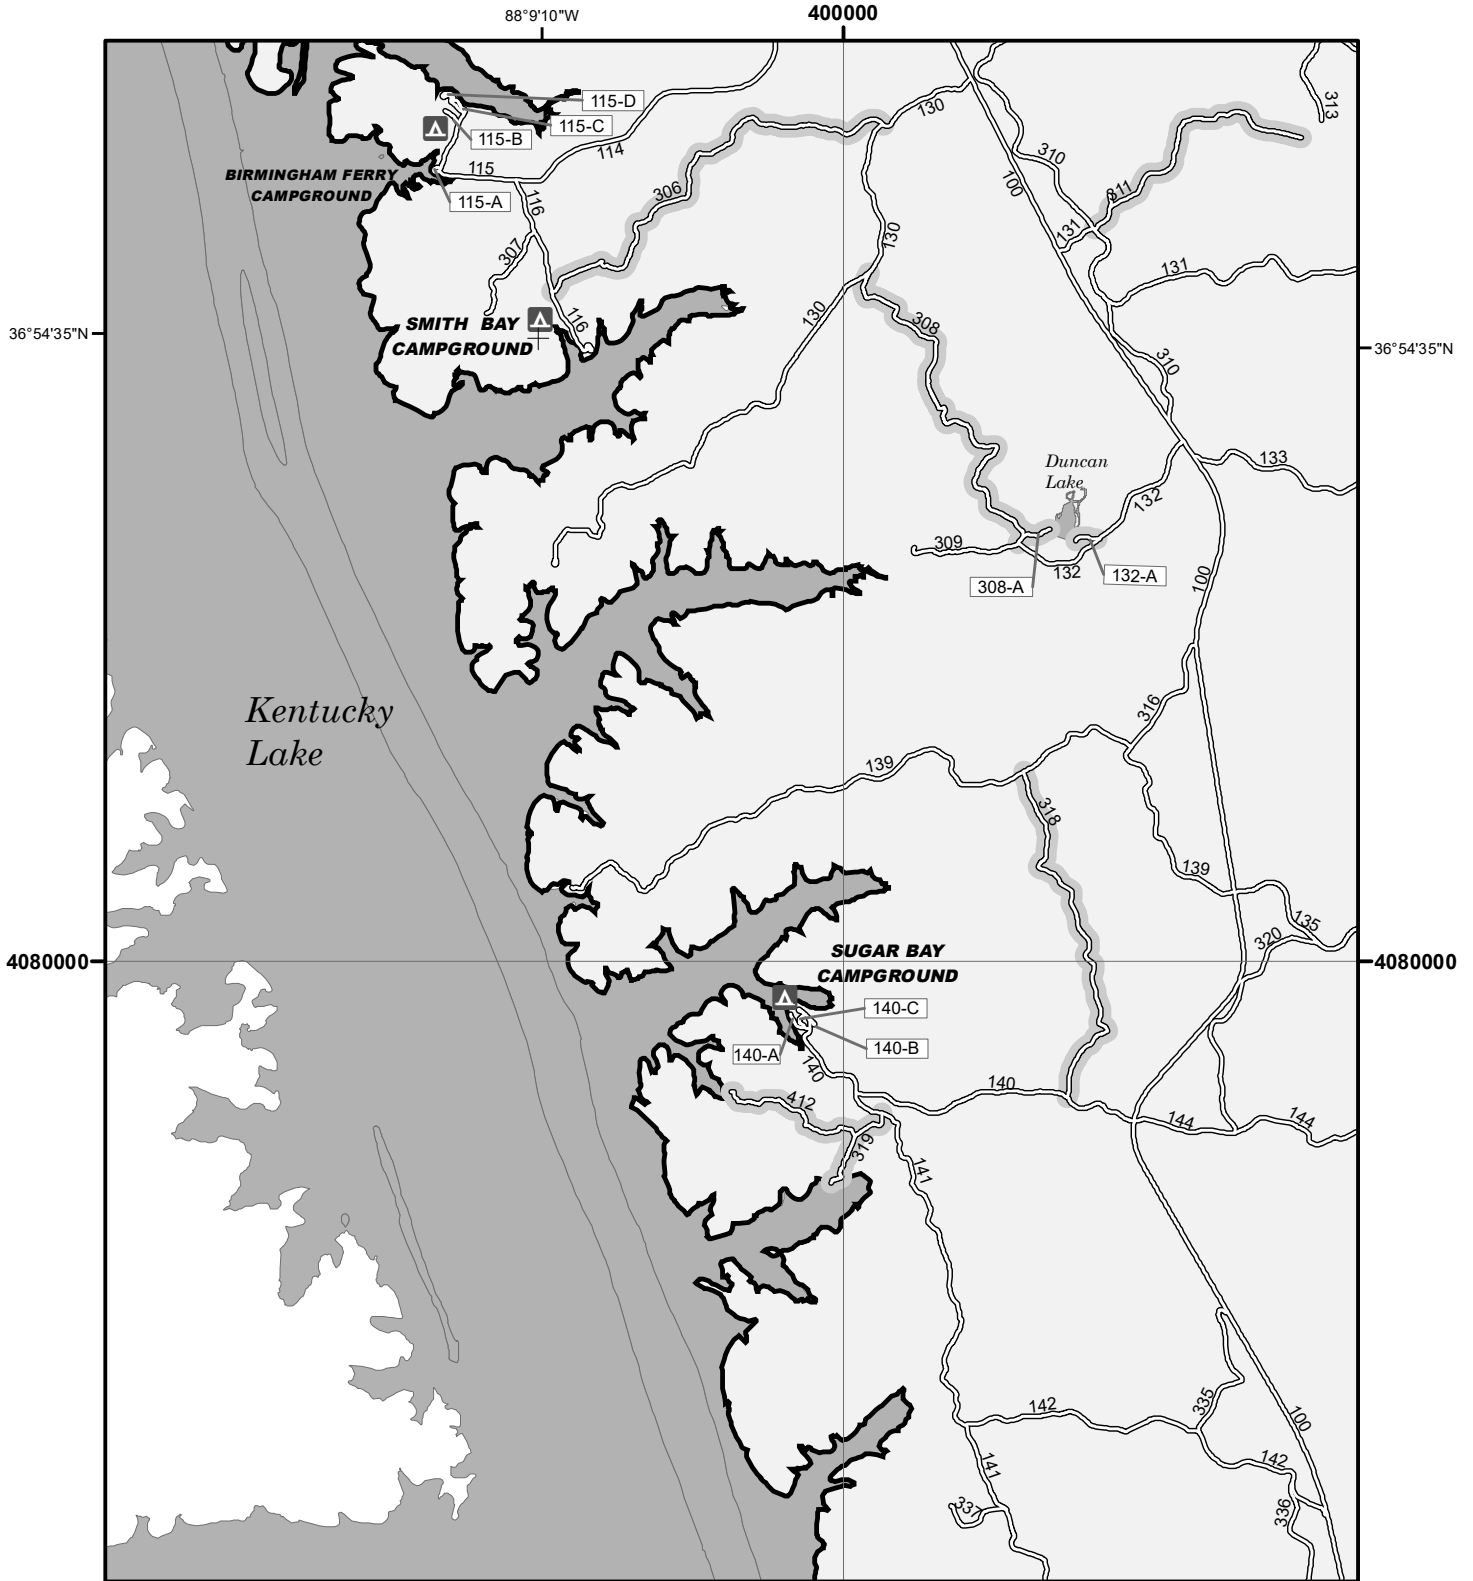 88°9'10"W
400000
115-D
130
313
115-C
115-B
114
310
115
BIRMINGHAM FERRY
CAMPGROUND
100
311
306
116
115-A
131
130
307
131
130
116
308
SMITH BAY
CAMPGROUND
36°54'35"N
36°54'35"N
310
Duncan
Lake
133
132
309
132
132-A
308-A
100
Kentucky
Lake
316
139
318
139
135
320
SUGAR BAY
CAMPGROUND
4080000
4080000
140-C
140-B
140-A
140
140
412
144
144
319
141
335
142
100
142
141
337
336